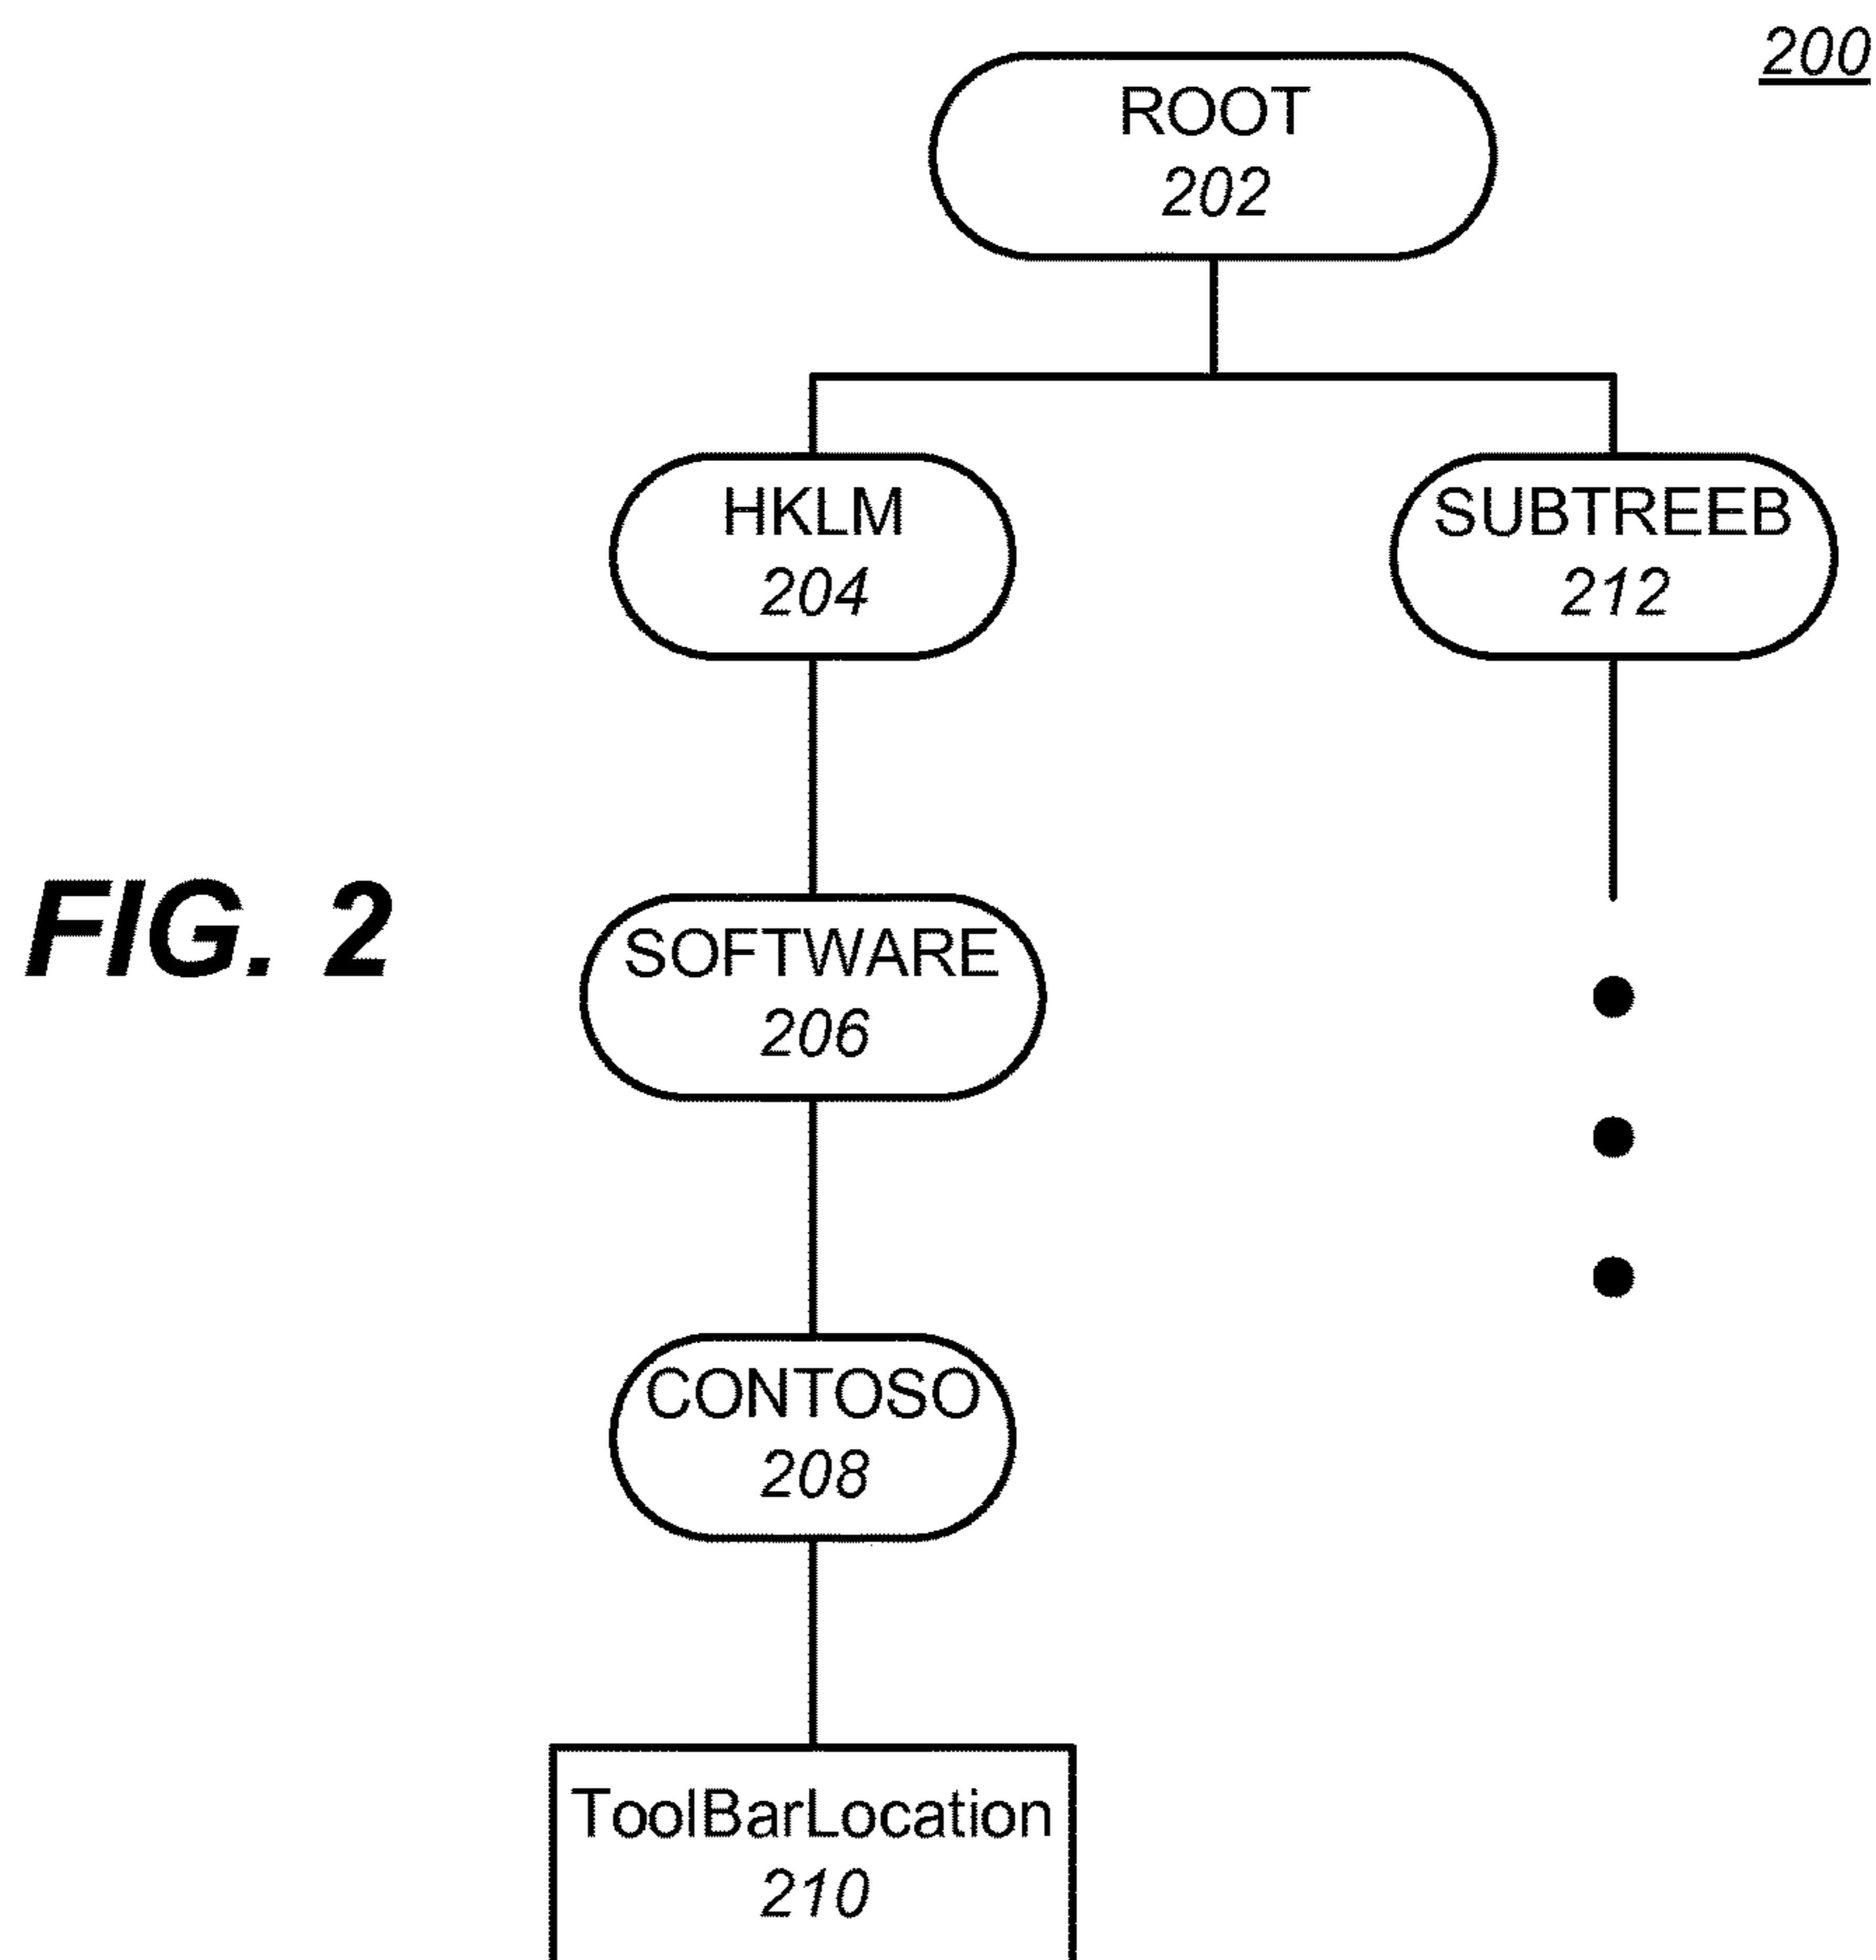 200
ROOT
202
HKLM
204
SUBTREEB
212
FIG. 2
SOFTWARE
206
CONTOSO
208
ToolBarLocation
210